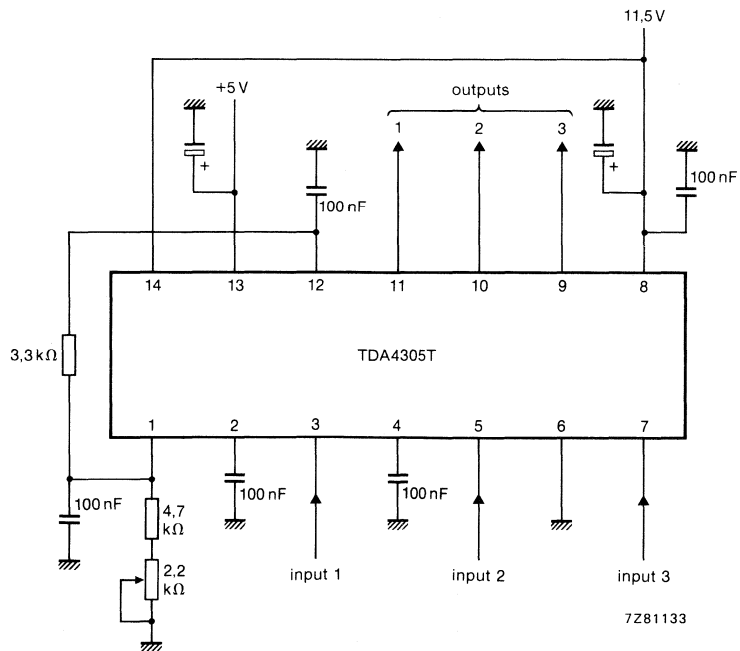 11,5 V
+5 V
outputs
1 2 3
+
+
100 nF
100 nF
14 13 12 11 10 9 8
3,3 kΩ
TDA4305T
1 2 3 4 5 6 7
100 nF
100 nF
100 nF
4,7
kΩ
2,2
kΩ
input 1 input 2 input 3
7Z81133